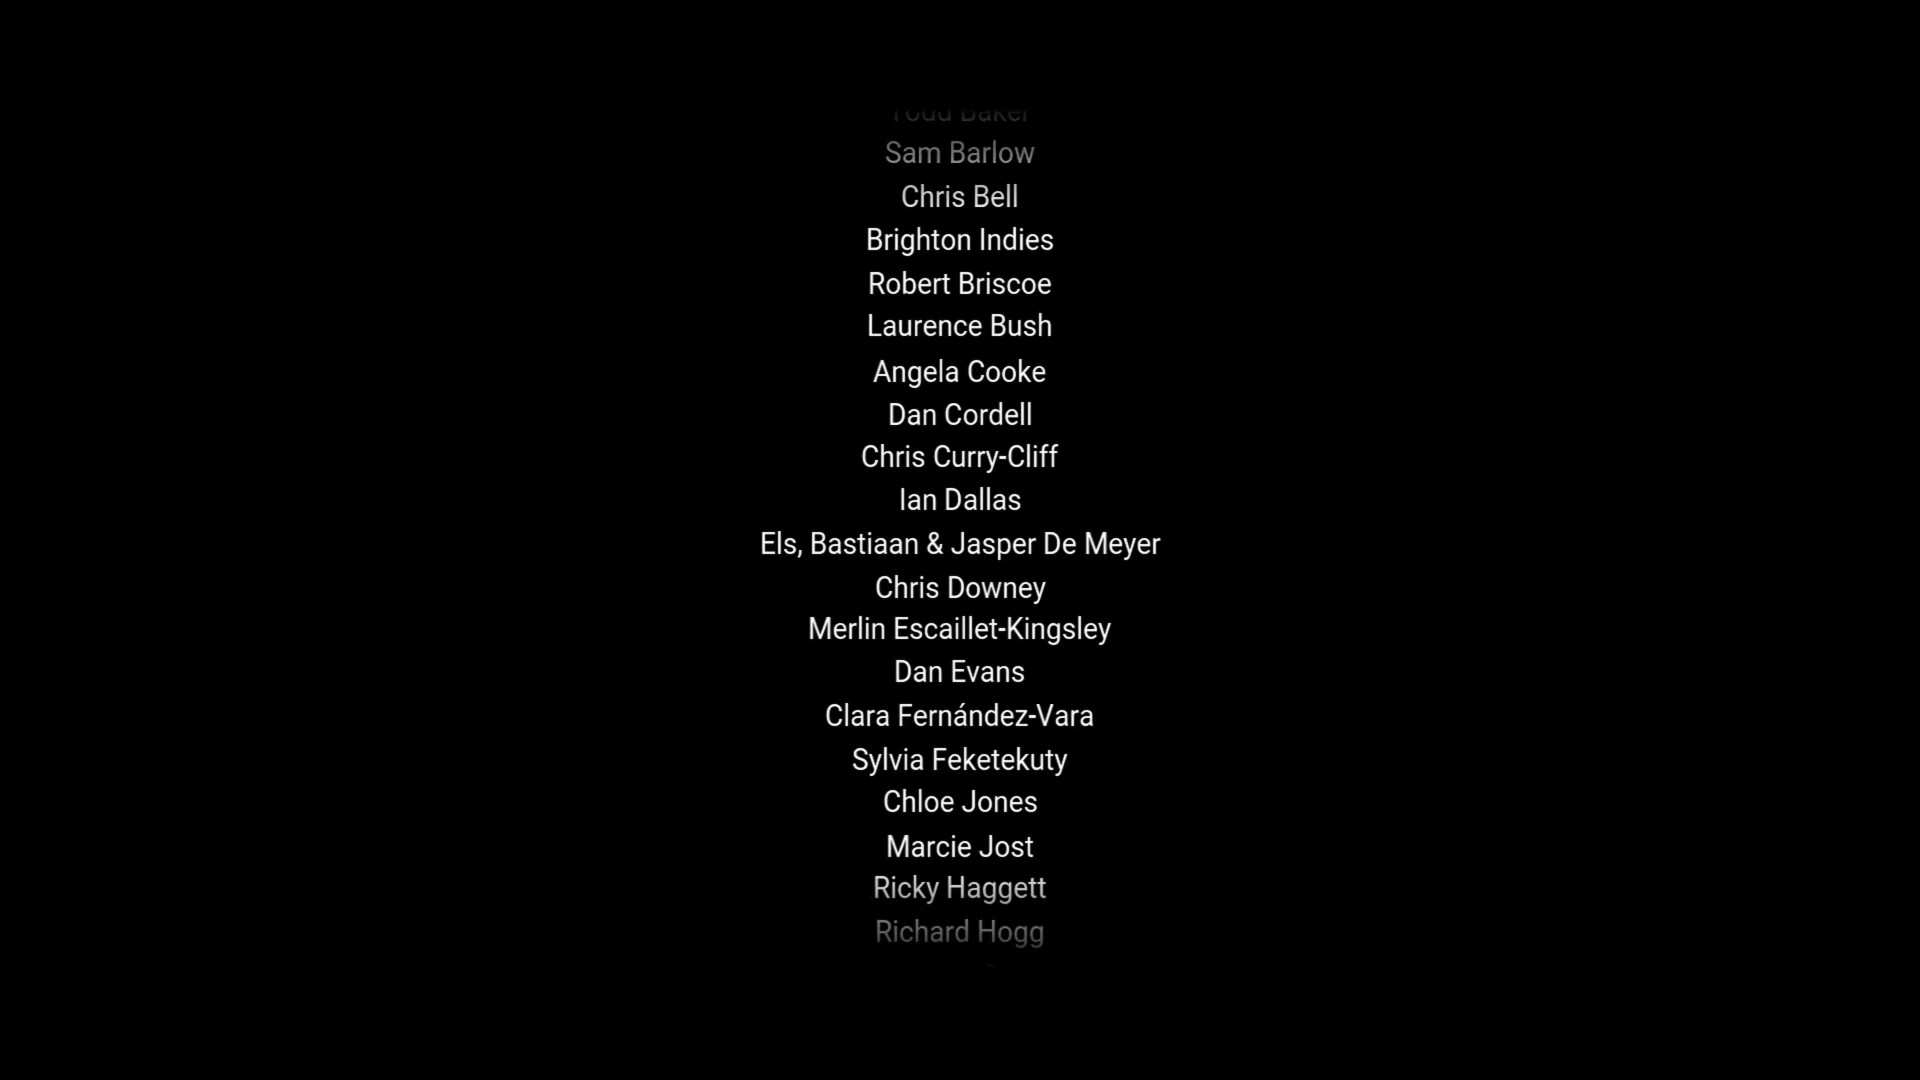 Todd Baker
Sam Barlow
Chris Bell
Brighton Indies
Robert Briscoe
Laurence Bush
Angela Cooke
Dan Cordell
Chris Curry-Cliff
Ian Dallas
Els, Bastiaan & Jasper De Meyer
Chris Downey
Merlin Escaillet-Kingsley
Dan Evans
Clara Fernández-Vara
Sylvia Feketekuty
Chloe Jones
Marcie Jost
Ricky Haggett
Richard Hogg